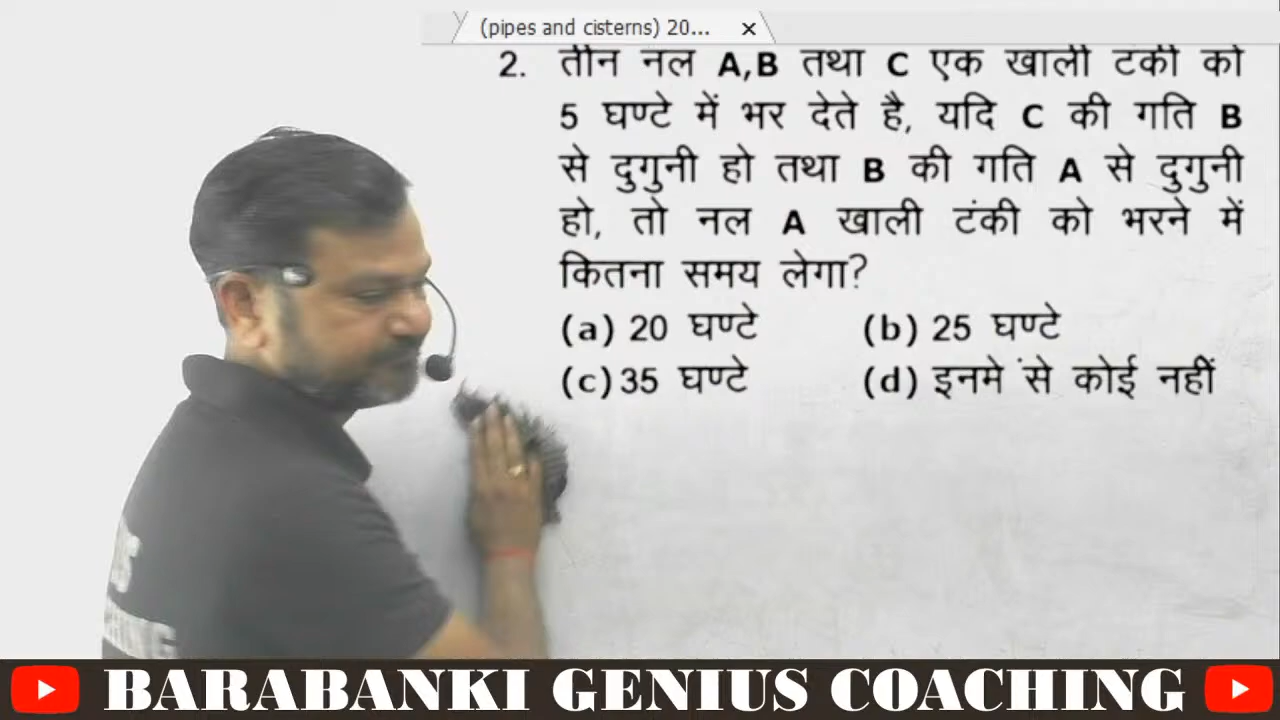 (pipes and cisterns) 20...
2. तीन नल A,B तथा C एक खाली टंकी को
5 घण्टे में भर देते है, यदि C की गति B
से दुगुनी हो तथा B की गति A से दुगुनी
हो, तो नल A खाली टंकी को भरने में
कितना समय लेगा?
(a) 20 घण्टे (b) 25 घण्टे
(c) 35 घण्टे (d) इनमे ंसे कोई नहीं
BARABANKI GENIUS COACHING